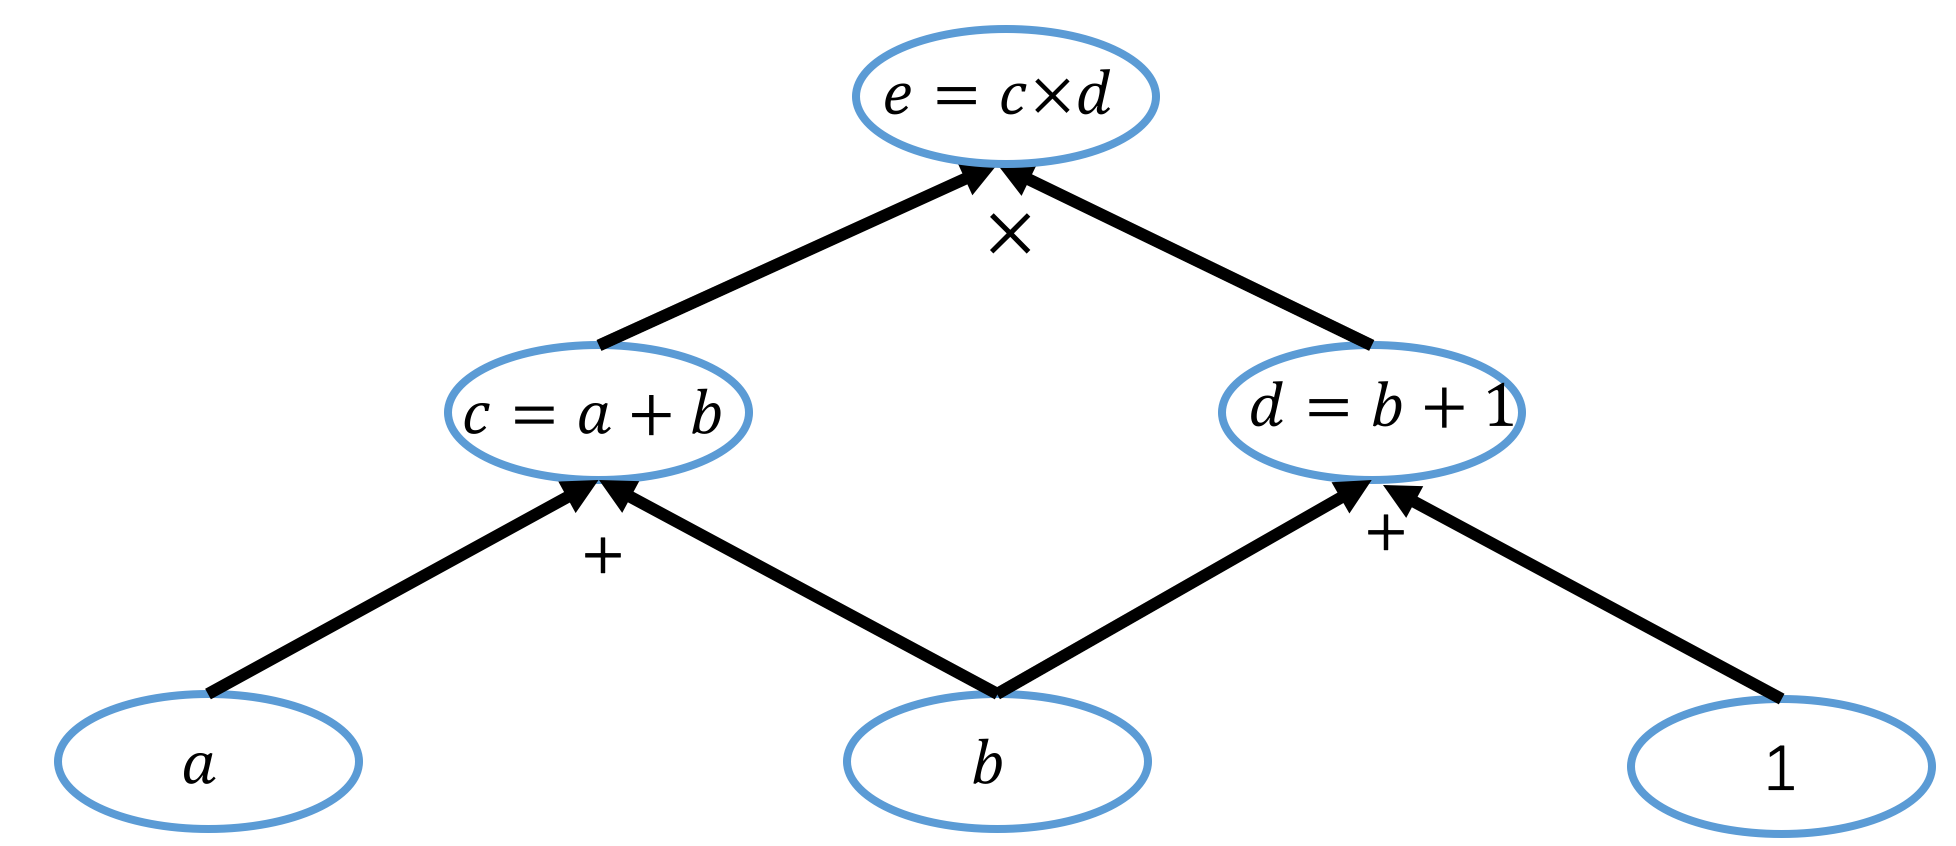 e = c×d
×
c = a + b
d = b + 1
+
+
a
b
1